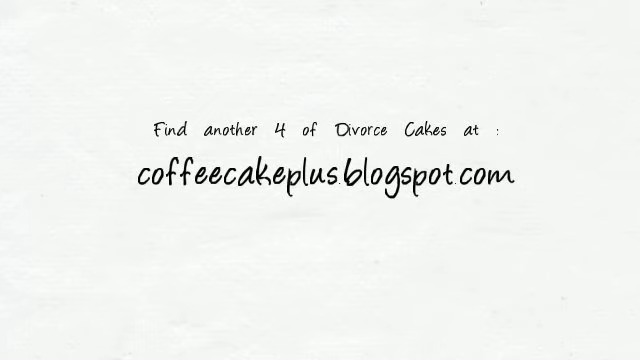 Find another 4 of Divorce Cakes at :
coffeecakeplus.blogspot.com